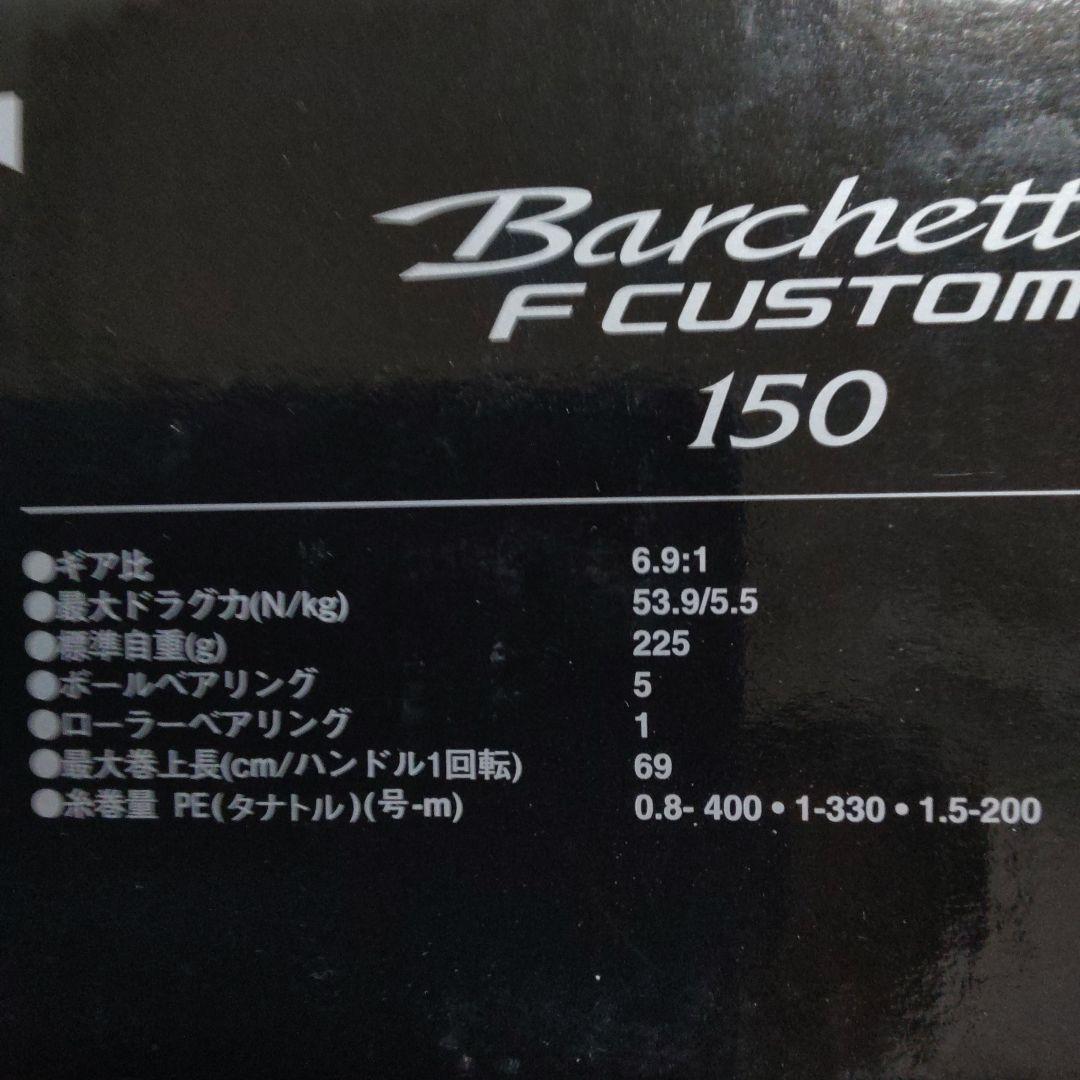 Barchett
F CUSTOM
150
●ギア比 6.9:1
●最大ドラグ力(N/kg) 53.9/5.5
●標準自重(g) 225
●ボールベアリング 5
●ローラーベアリング 1
●最大巻上長(cm/ハンドル1回転) 69
●糸巻量 PE(タナトル)(号-m) 0.8- 400・1-330・1.5-200